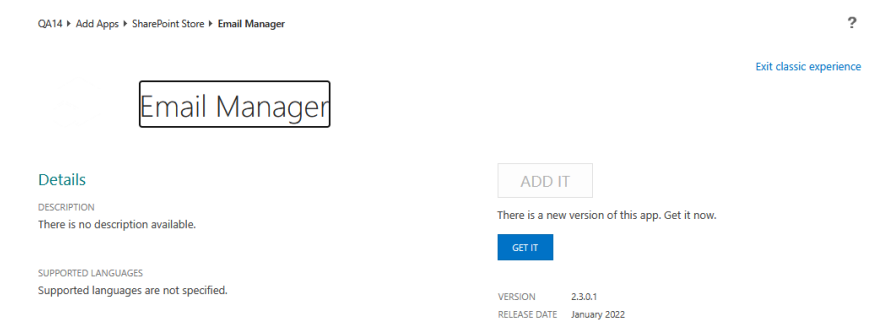 QA14 ▸ Add Apps ▸ SharePoint Store ▸ Email Manager
?
Exit classic experience
Email Manager
Details
DESCRIPTION
There is no description available.
SUPPORTED LANGUAGES
Supported languages are not specified.
ADD IT
There is a new version of this app. Get it now.
GET IT
VERSION 2.3.0.1
RELEASE DATE January 2022